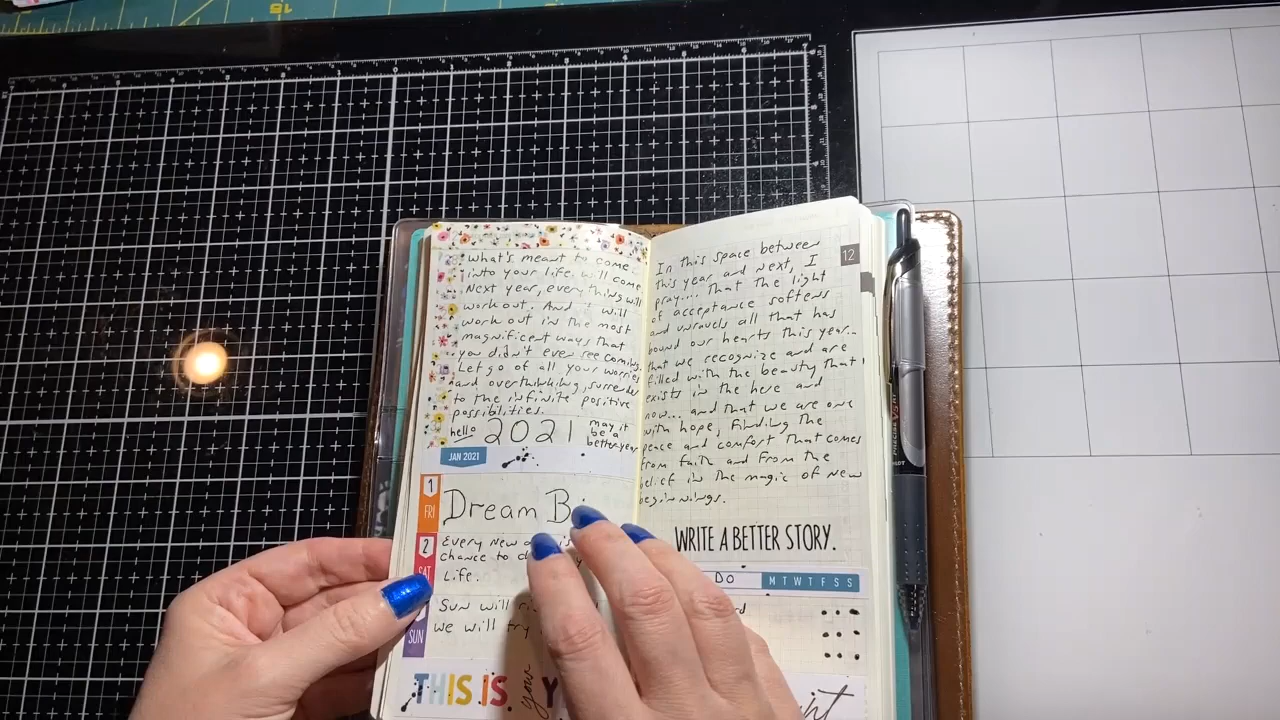 15
what's meant to come
into your life will come.
Next year, everything will
workout. And I will
work out in the most
magnificent ways that
you didn't even see coming.
Let go of all your worries
and overthinking, surrender
to the infinite positive
possibilities.
hello 2021 may it
be a
better year
JAN 2021
1
FRI
Dream
2
SAT
Every new
chance to
life.
SUN
Sun will
we will try
THIS IS your
12
In this space between
this year and next, I
pray... that the light
of acceptance softens
and unravels all that has
bound our hearts this year...
that we recognize and are
filled with the beauty that
exists in the here and
now... and that we are one
with hope, finding the
peace and comfort that comes
from faith and from the
belief in the magic of new
beginnings.
WRITE A BETTER STORY.
DO M T W T F S S
PRECISE V5 RT
PILOT